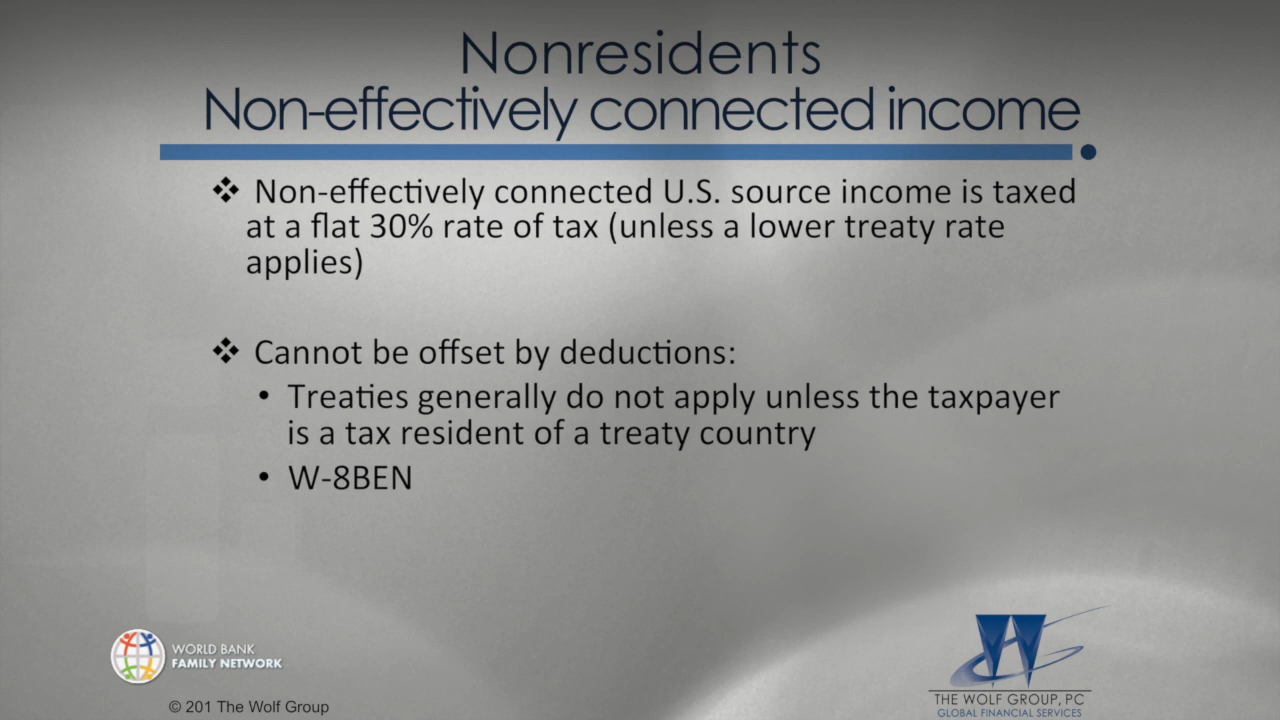 Nonresidents
Non-effectively connected income
❖ Non-effectively connected U.S. source income is taxed
at a flat 30% rate of tax (unless a lower treaty rate
applies)
❖ Cannot be offset by deductions:
• Treaties generally do not apply unless the taxpayer
is a tax resident of a treaty country
• W-8BEN
WORLD BANK
FAMILY NETWORK
© 201 The Wolf Group
THE WOLF GROUP, PC
GLOBAL FINANCIAL SERVICES